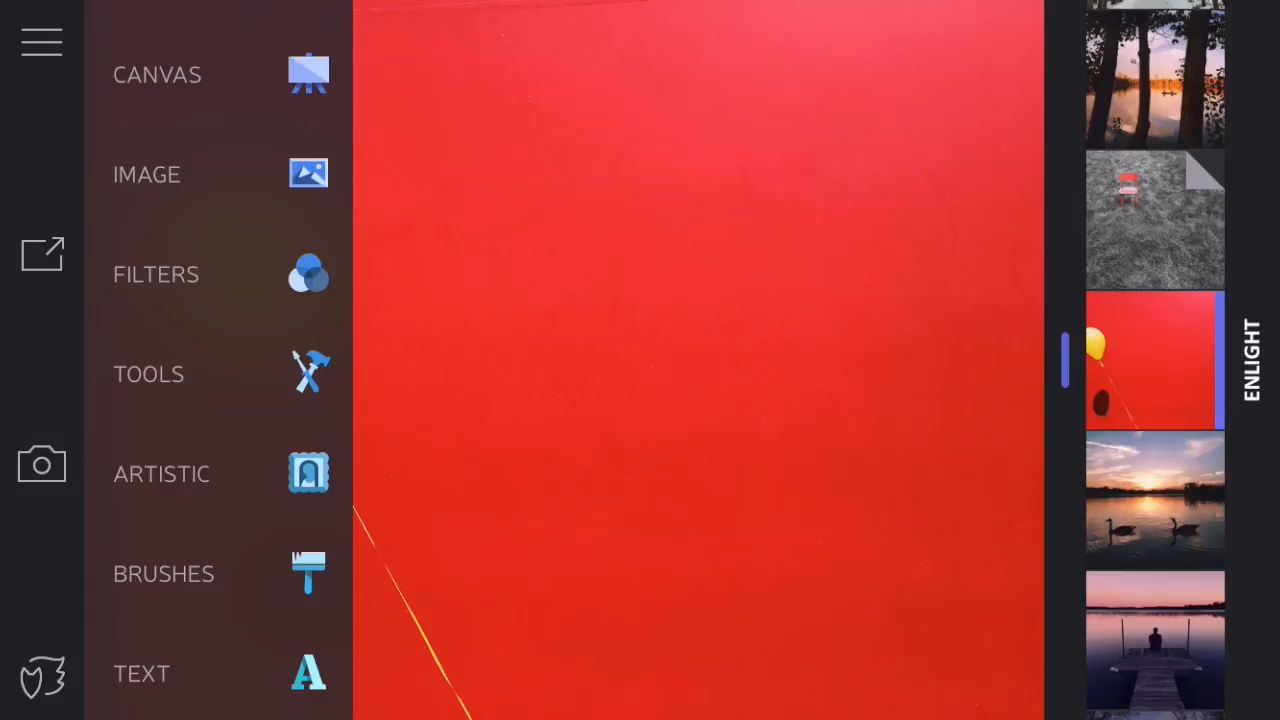 CANVAS
IMAGE
FILTERS
TOOLS
ARTISTIC
BRUSHES
TEXT
ENLIGHT